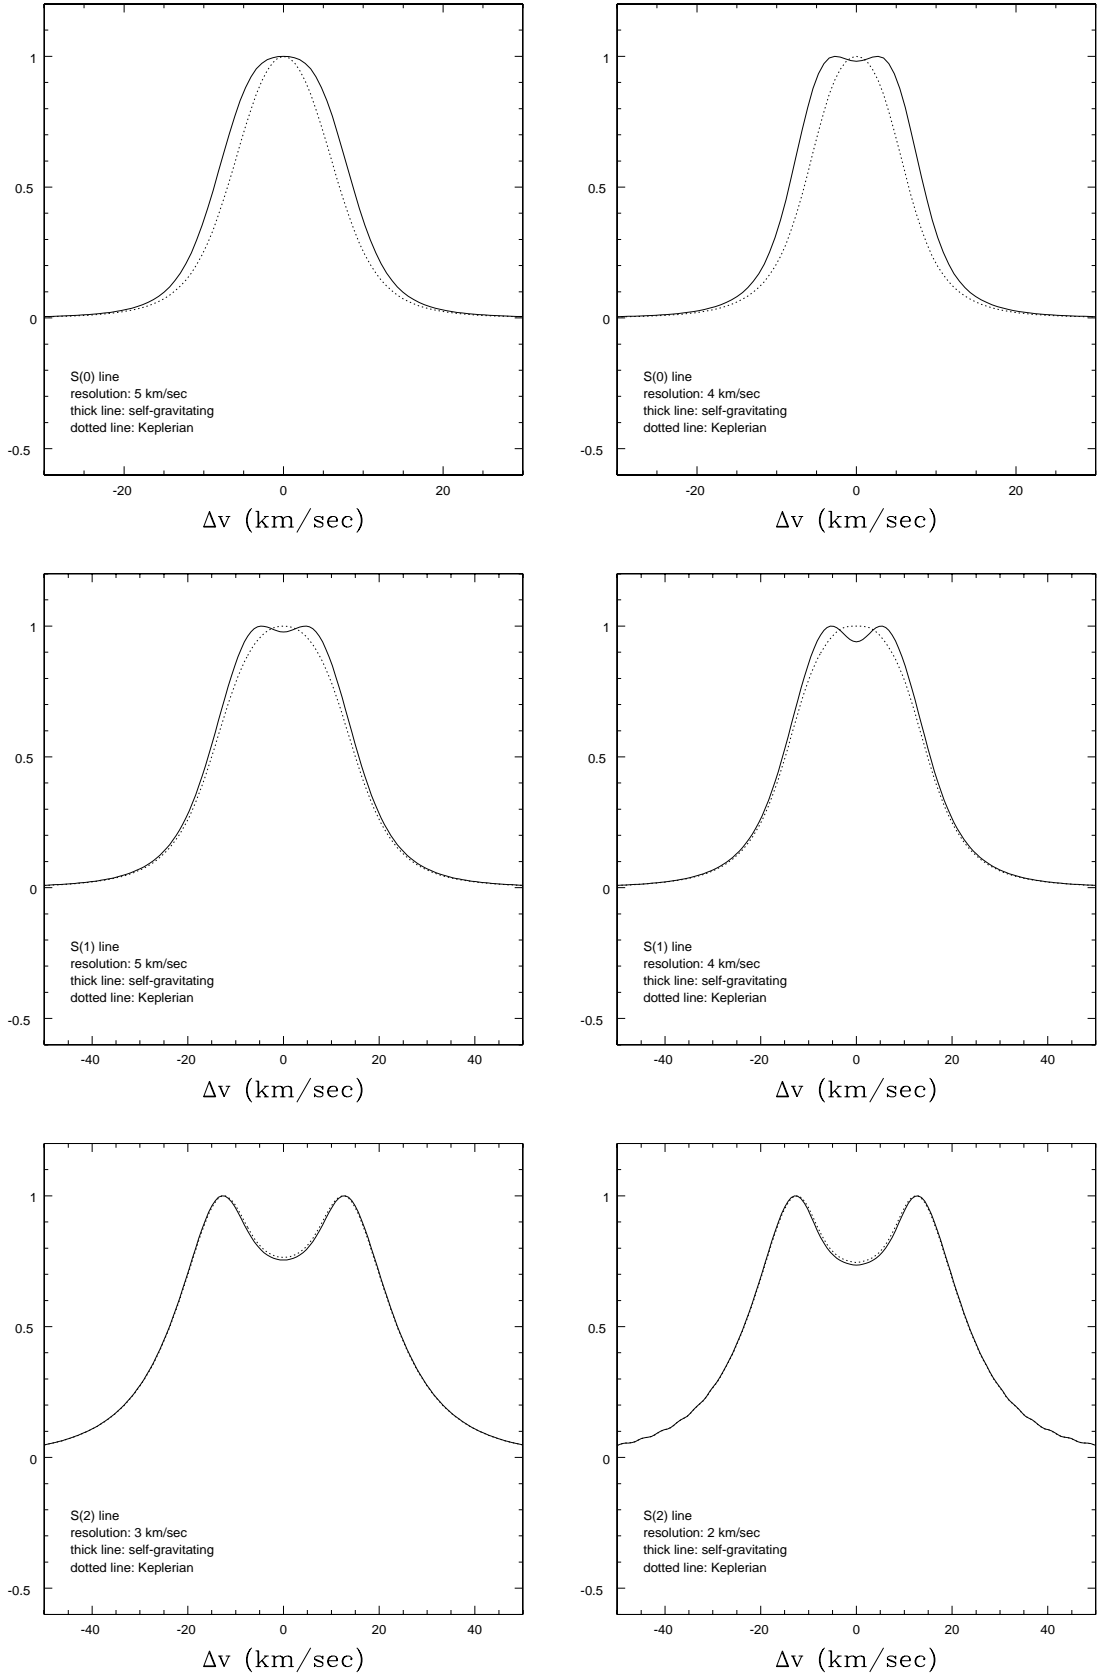 1
0.5
0
-0.5
-20 0 20
Δv (km/sec)
S(0) line
resolution: 5 km/sec
thick line: self-gravitating
dotted line: Keplerian
1
0.5
0
-0.5
-20 0 20
Δv (km/sec)
S(0) line
resolution: 4 km/sec
thick line: self-gravitating
dotted line: Keplerian
1
0.5
0
-0.5
-40 -20 0 20 40
Δv (km/sec)
S(1) line
resolution: 5 km/sec
thick line: self-gravitating
dotted line: Keplerian
1
0.5
0
-0.5
-40 -20 0 20 40
Δv (km/sec)
S(1) line
resolution: 4 km/sec
thick line: self-gravitating
dotted line: Keplerian
1
0.5
0
-0.5
-40 -20 0 20 40
Δv (km/sec)
S(2) line
resolution: 3 km/sec
thick line: self-gravitating
dotted line: Keplerian
1
0.5
0
-0.5
-40 -20 0 20 40
Δv (km/sec)
S(2) line
resolution: 2 km/sec
thick line: self-gravitating
dotted line: Keplerian